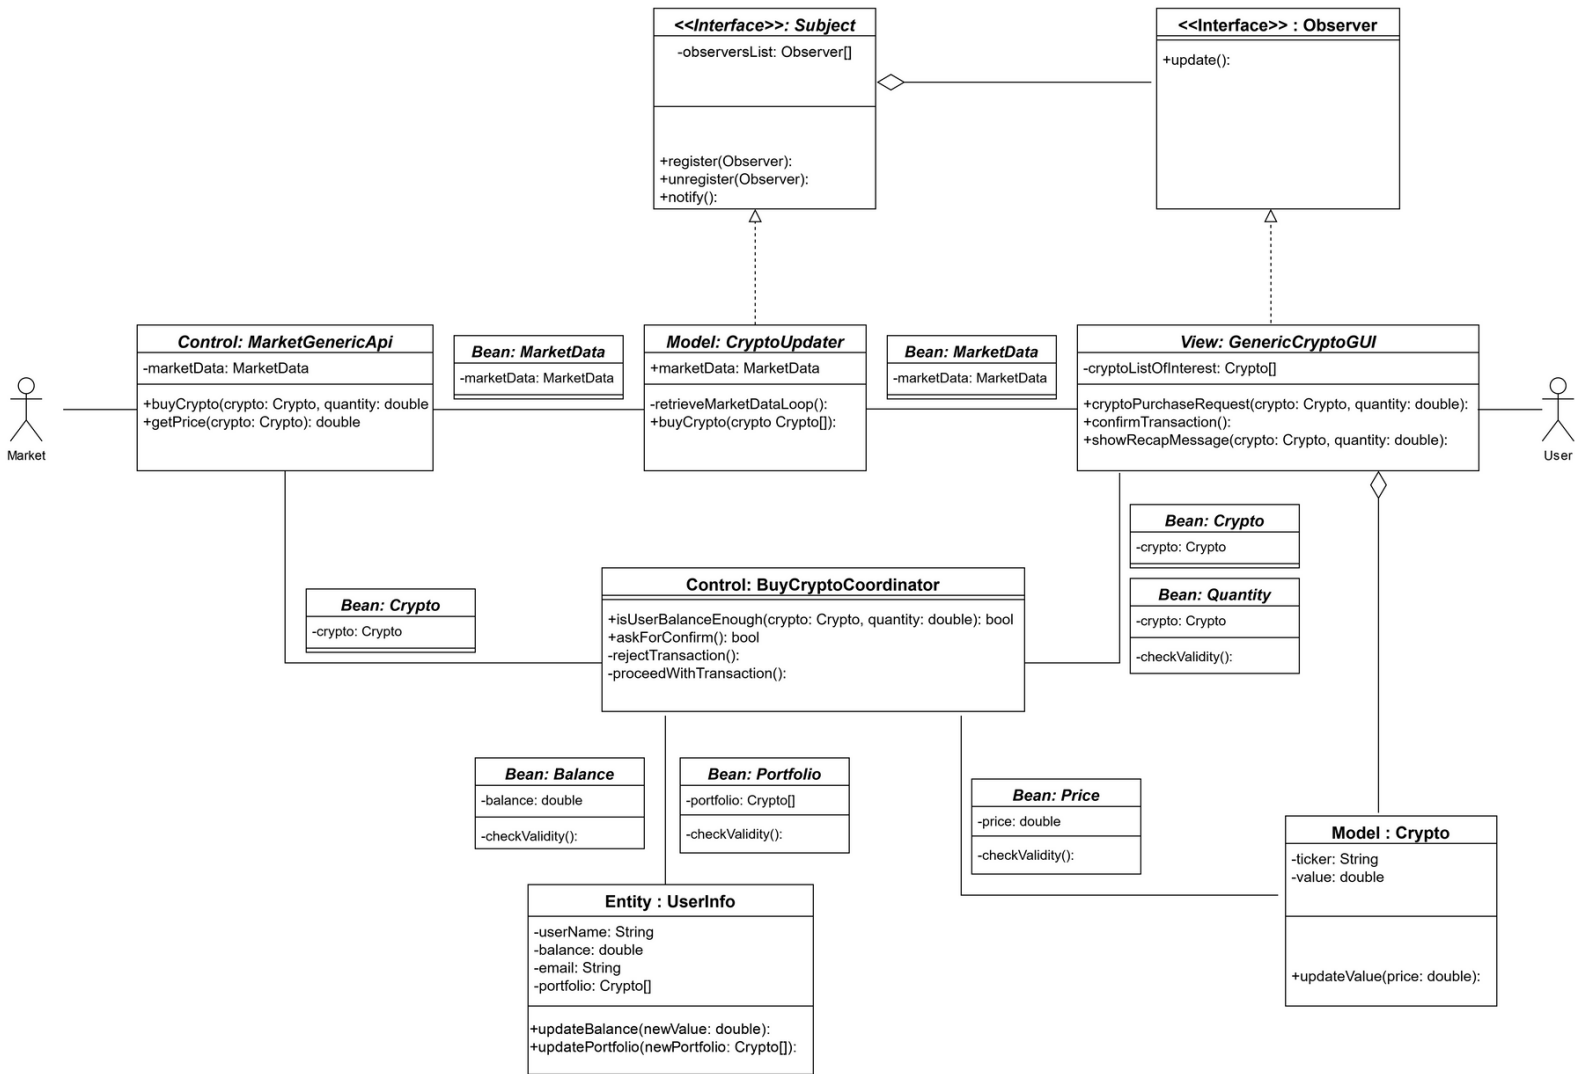 <<Interface>>: Subject
-observersList: Observer[]
+register(Observer):
+unregister(Observer):
+notify():
<<Interface>> : Observer
+update():
Market
Control: MarketGenericApi
-marketData: MarketData
+buyCrypto(crypto: Crypto, quantity: double
+getPrice(crypto: Crypto): double
Bean: MarketData
-marketData: MarketData
Model: CryptoUpdater
+marketData: MarketData
-retrieveMarketDataLoop():
+buyCrypto(crypto Crypto[]):
Bean: MarketData
-marketData: MarketData
View: GenericCryptoGUI
-cryptoListOfInterest: Crypto[]
+cryptoPurchaseRequest(crypto: Crypto, quantity: double):
+confirmTransaction():
+showRecapMessage(crypto: Crypto, quantity: double):
User
Bean: Crypto
-crypto: Crypto
Control: BuyCryptoCoordinator
+isUserBalanceEnough(crypto: Crypto, quantity: double): bool
+askForConfirm(): bool
-rejectTransaction():
-proceedWithTransaction():
Bean: Crypto
-crypto: Crypto
Bean: Quantity
-crypto: Crypto
-checkValidity():
Bean: Balance
-balance: double
-checkValidity():
Bean: Portfolio
-portfolio: Crypto[]
-checkValidity():
Bean: Price
-price: double
-checkValidity():
Model : Crypto
-ticker: String
-value: double
+updateValue(price: double):
Entity : UserInfo
-userName: String
-balance: double
-email: String
-portfolio: Crypto[]
+updateBalance(newValue: double):
+updatePortfolio(newPortfolio: Crypto[]):